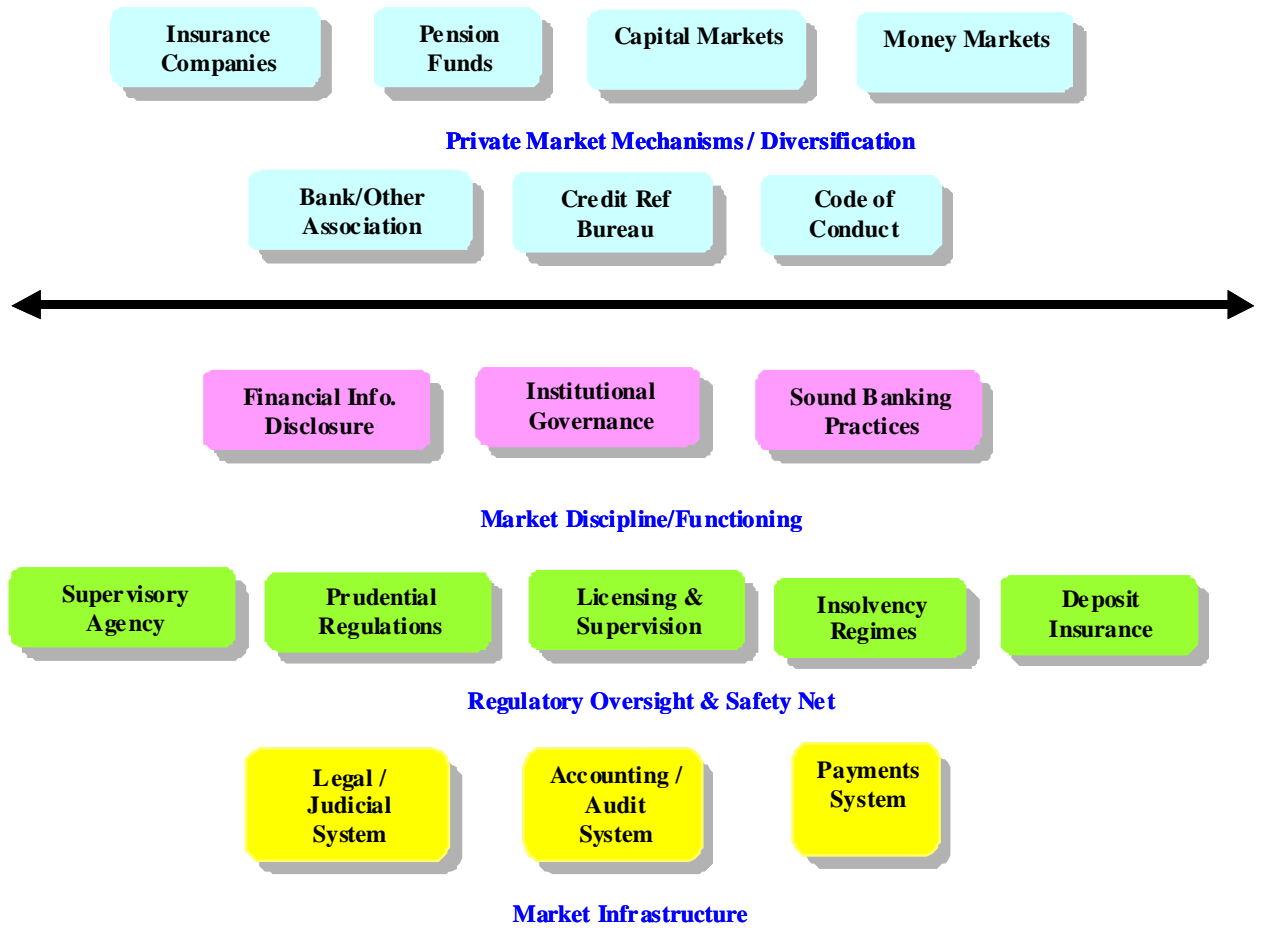 Insurance
Companies
Pension
Funds
Capital Markets
Money Markets
Private Market Mechanisms / Diversification
Bank/Other
Association
Credit Ref
Bureau
Code of
Conduct
Financial Info.
Disclosure
Institutional
Governance
Sound Banking
Practices
Market Discipline/Functioning
Supervisory
Agency
Prudential
Regulations
Licensing &
Supervision
Insolvency
Regimes
Deposit
Insurance
Regulatory Oversight & Safety Net
Legal /
Judicial
System
Accounting /
Audit
System
Payments
System
Market Infrastructure